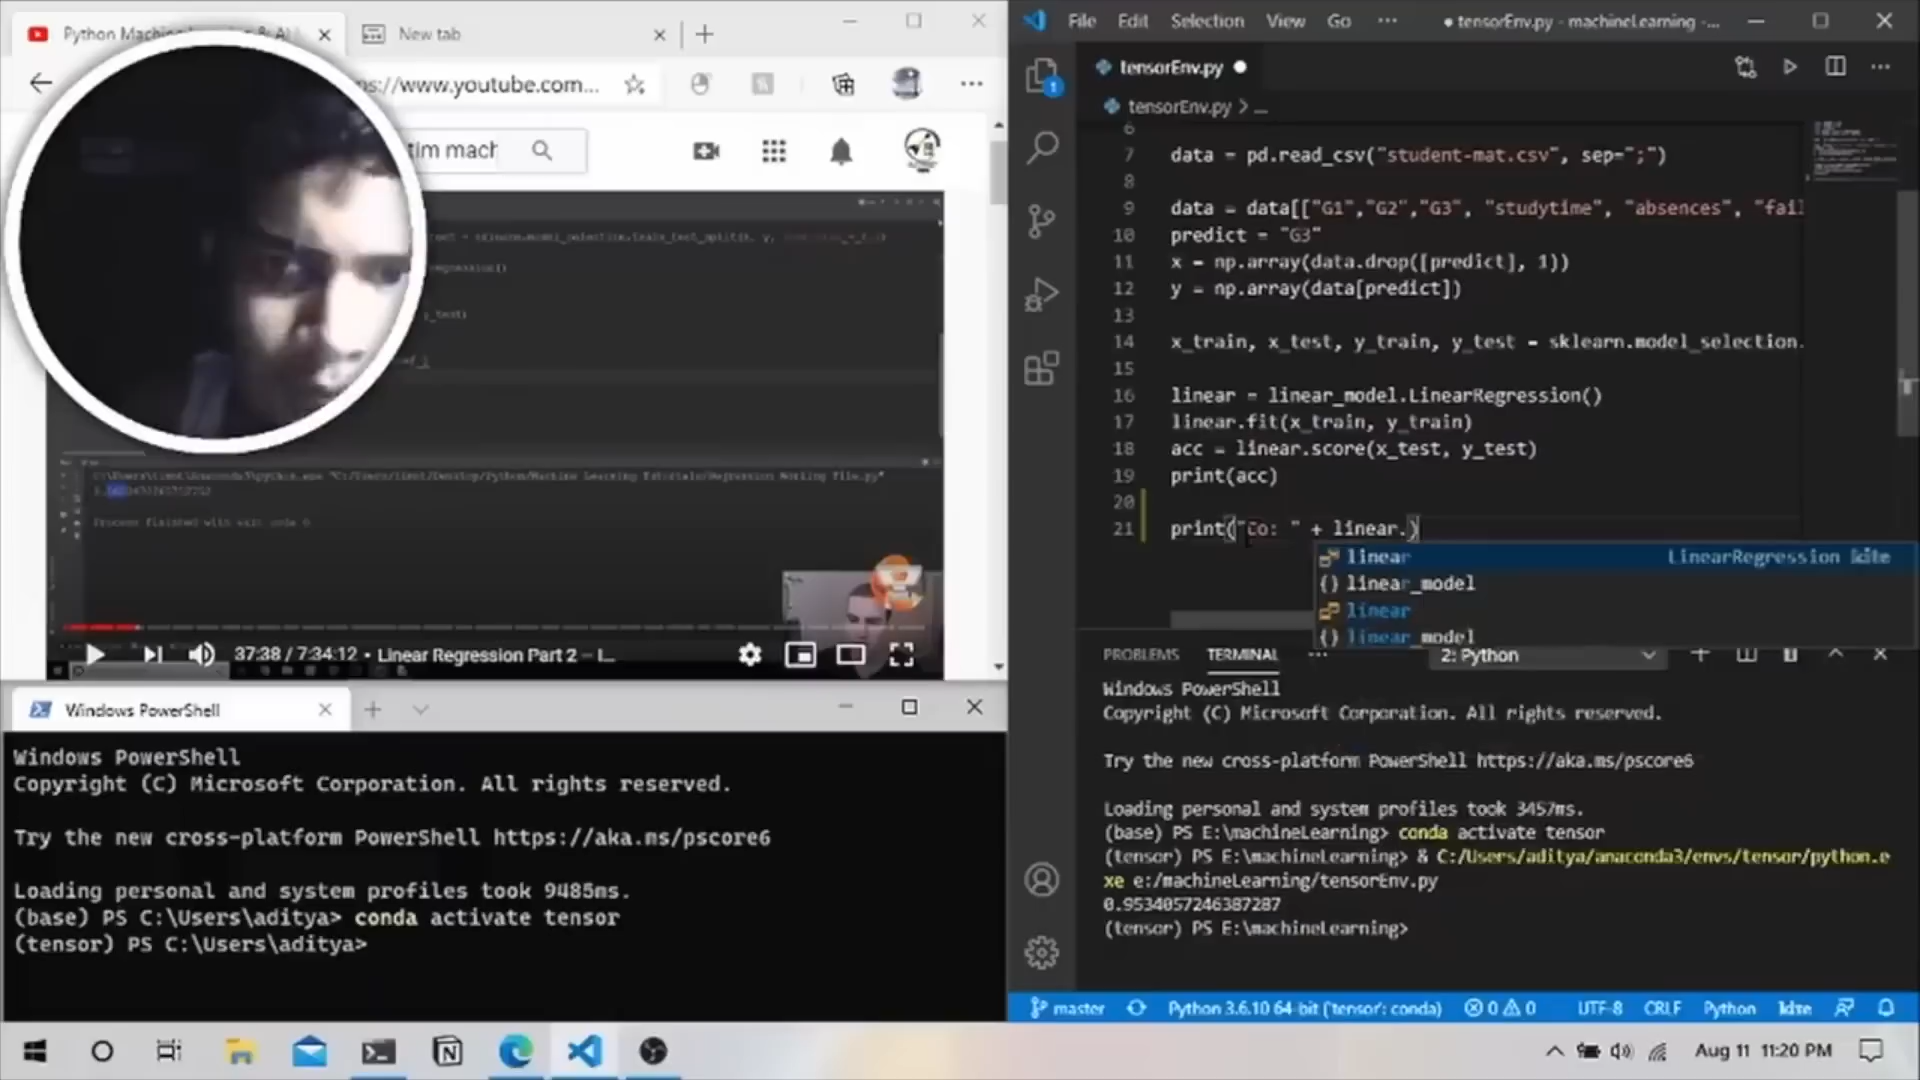 New tab
https://www.youtube.com...
tim mach
37:38 / 7:34:12 • Linear Regression Part 2 – I...
Windows PowerShell
Windows PowerShell
Copyright (C) Microsoft Corporation. All rights reserved.
Try the new cross-platform PowerShell https://aka.ms/pscore6
Loading personal and system profiles took 9485ms.
(base) PS C:\Users\aditya> conda activate tensor
(tensor) PS C:\Users\aditya>
File Edit Selection View Go ... ● tensorEnv.py - machineLearning - ...
1
tensorEnv.py ●
tensorEnv.py > ...
6
7 data = pd.read_csv("student-mat.csv", sep=";")
8
9 data = data[["G1","G2","G3", "studytime", "absences", "fail
10 predict = "G3"
11 x = np.array(data.drop([predict], 1))
12 y = np.array(data[predict])
13
14 x_train, x_test, y_train, y_test = sklearn.model_selection.
15
16 linear = linear_model.LinearRegression()
17 linear.fit(x_train, y_train)
18 acc = linear.score(x_test, y_test)
19 print(acc)
20
21 print("Co: " + linear.)
linear LinearRegression kite
{} linear_model
linear
{} linear_model
PROBLEMS TERMINAL ... 2: Python
Windows PowerShell
Copyright (C) Microsoft Corporation. All rights reserved.
Try the new cross-platform PowerShell https://aka.ms/pscore6
Loading personal and system profiles took 3457ms.
(base) PS E:\machineLearning> conda activate tensor
(tensor) PS E:\machineLearning> & C:/Users/aditya/anaconda3/envs/tensor/python.e
xe e:/machineLearning/tensorEnv.py
0.9534057246387287
(tensor) PS E:\machineLearning>
master Python 3.6.10 64-bit ('tensor': conda) 0 0 UTF-8 CRLF Python kite
Aug 11 11:20 PM